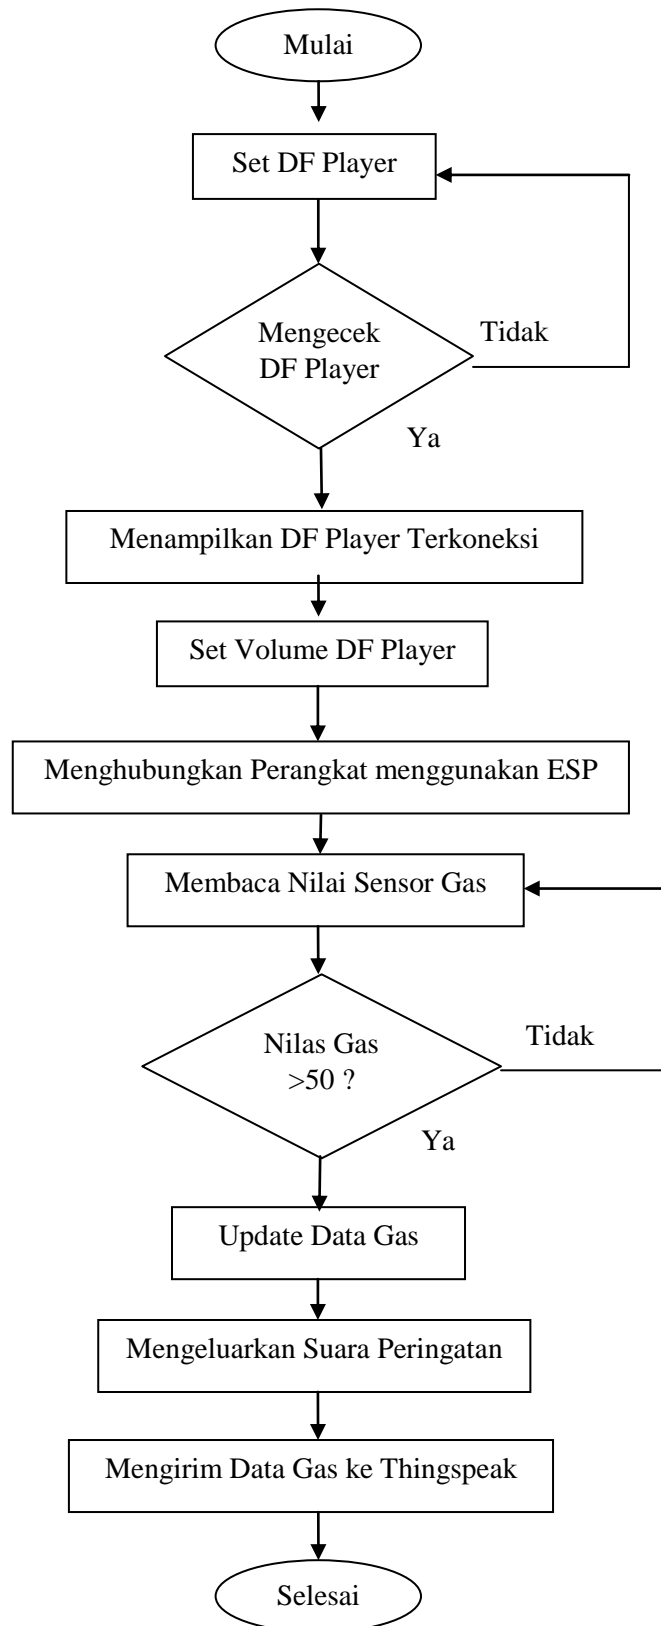 Mulai
Set DF Player
Mengecek
DF Player
Tidak
Ya
Menampilkan DF Player Terkoneksi
Set Volume DF Player
Menghubungkan Perangkat menggunakan ESP
Membaca Nilai Sensor Gas
Nilas Gas
>50 ?
Tidak
Ya
Update Data Gas
Mengeluarkan Suara Peringatan
Mengirim Data Gas ke Thingspeak
Selesai